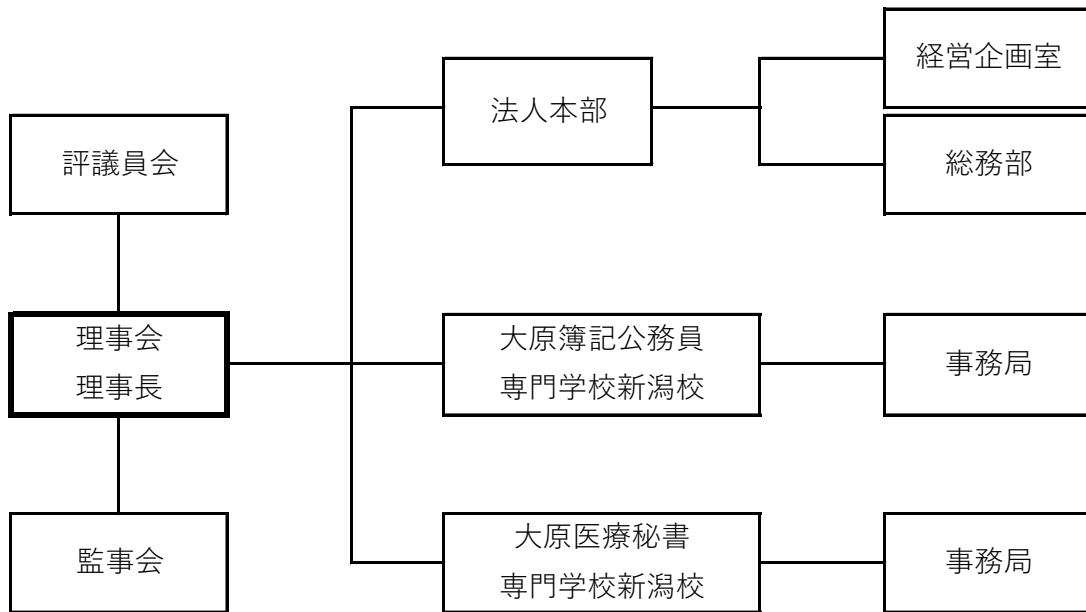 経営企画室
法人本部
評議員会
総務部
理事会
理事長
大原簿記公務員
専門学校新潟校
事務局
監事会
大原医療秘書
専門学校新潟校
事務局